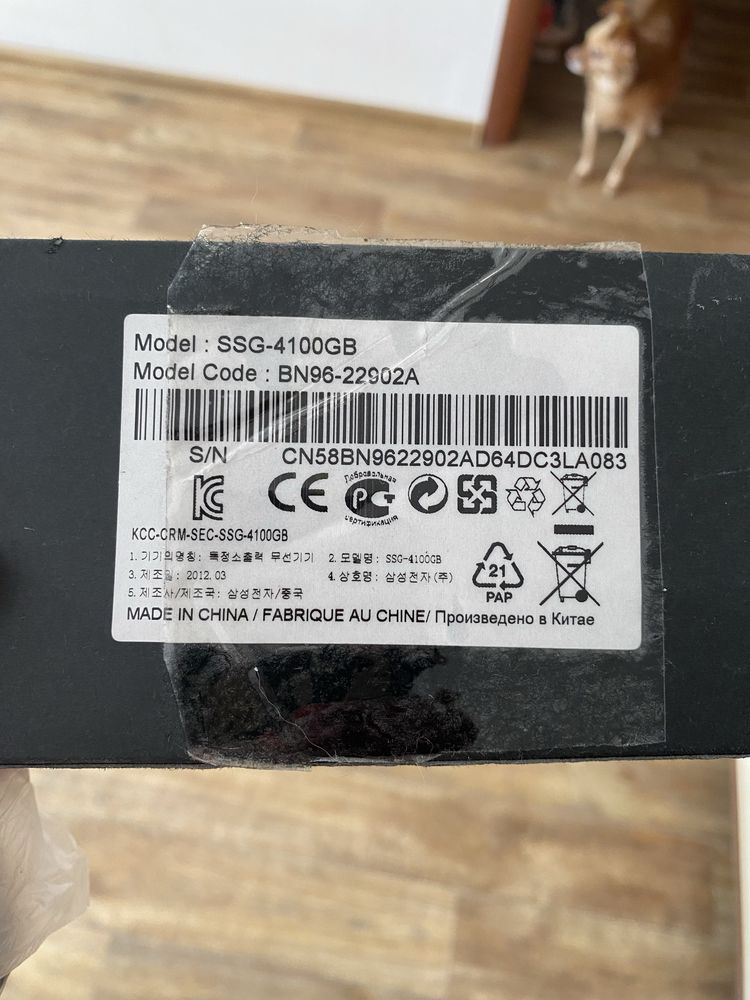 Model : SSG-4100GB
Model Code : BN96-22902A
S/N CN58BN9622902AD64DC3LA083
Добровольная
сертификация
KCC-CRM-SEC-SSG-4100GB
1. 기기의명칭: 특정소출력 무선기기 2. 모델명: SSG-4100GB
3. 제조일: 2012.03 4. 상호명: 삼성전자(주)
5. 제조사/제조국: 삼성전자/중국
21
PAP
MADE IN CHINA / FABRIQUE AU CHINE/ Произведено в Китае